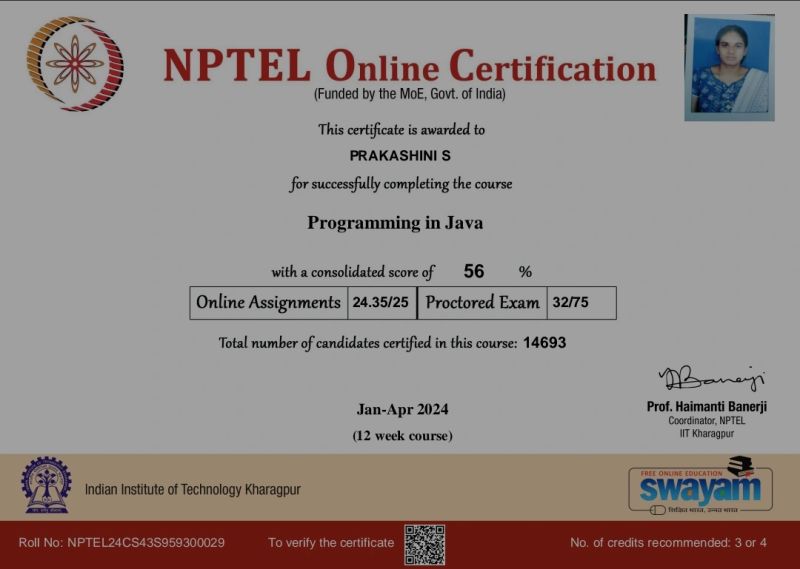 NPTEL Online Certification
(Funded by the MoE, Govt. of India)
This certificate is awarded to
PRAKASHINI S
for successfully completing the course
Programming in Java
with a consolidated score of 56 %
Online Assignments 24.35/25 Proctored Exam 32/75
Total number of candidates certified in this course: 14693
Jan-Apr 2024
(12 week course)
Prof. Haimanti Banerji
Coordinator, NPTEL
IIT Kharagpur
Indian Institute of Technology Kharagpur
FREE ONLINE EDUCATION
swayam
शिक्षित भारत, उन्नत भारत
Roll No: NPTEL24CS43S959300029 To verify the certificate No. of credits recommended: 3 or 4